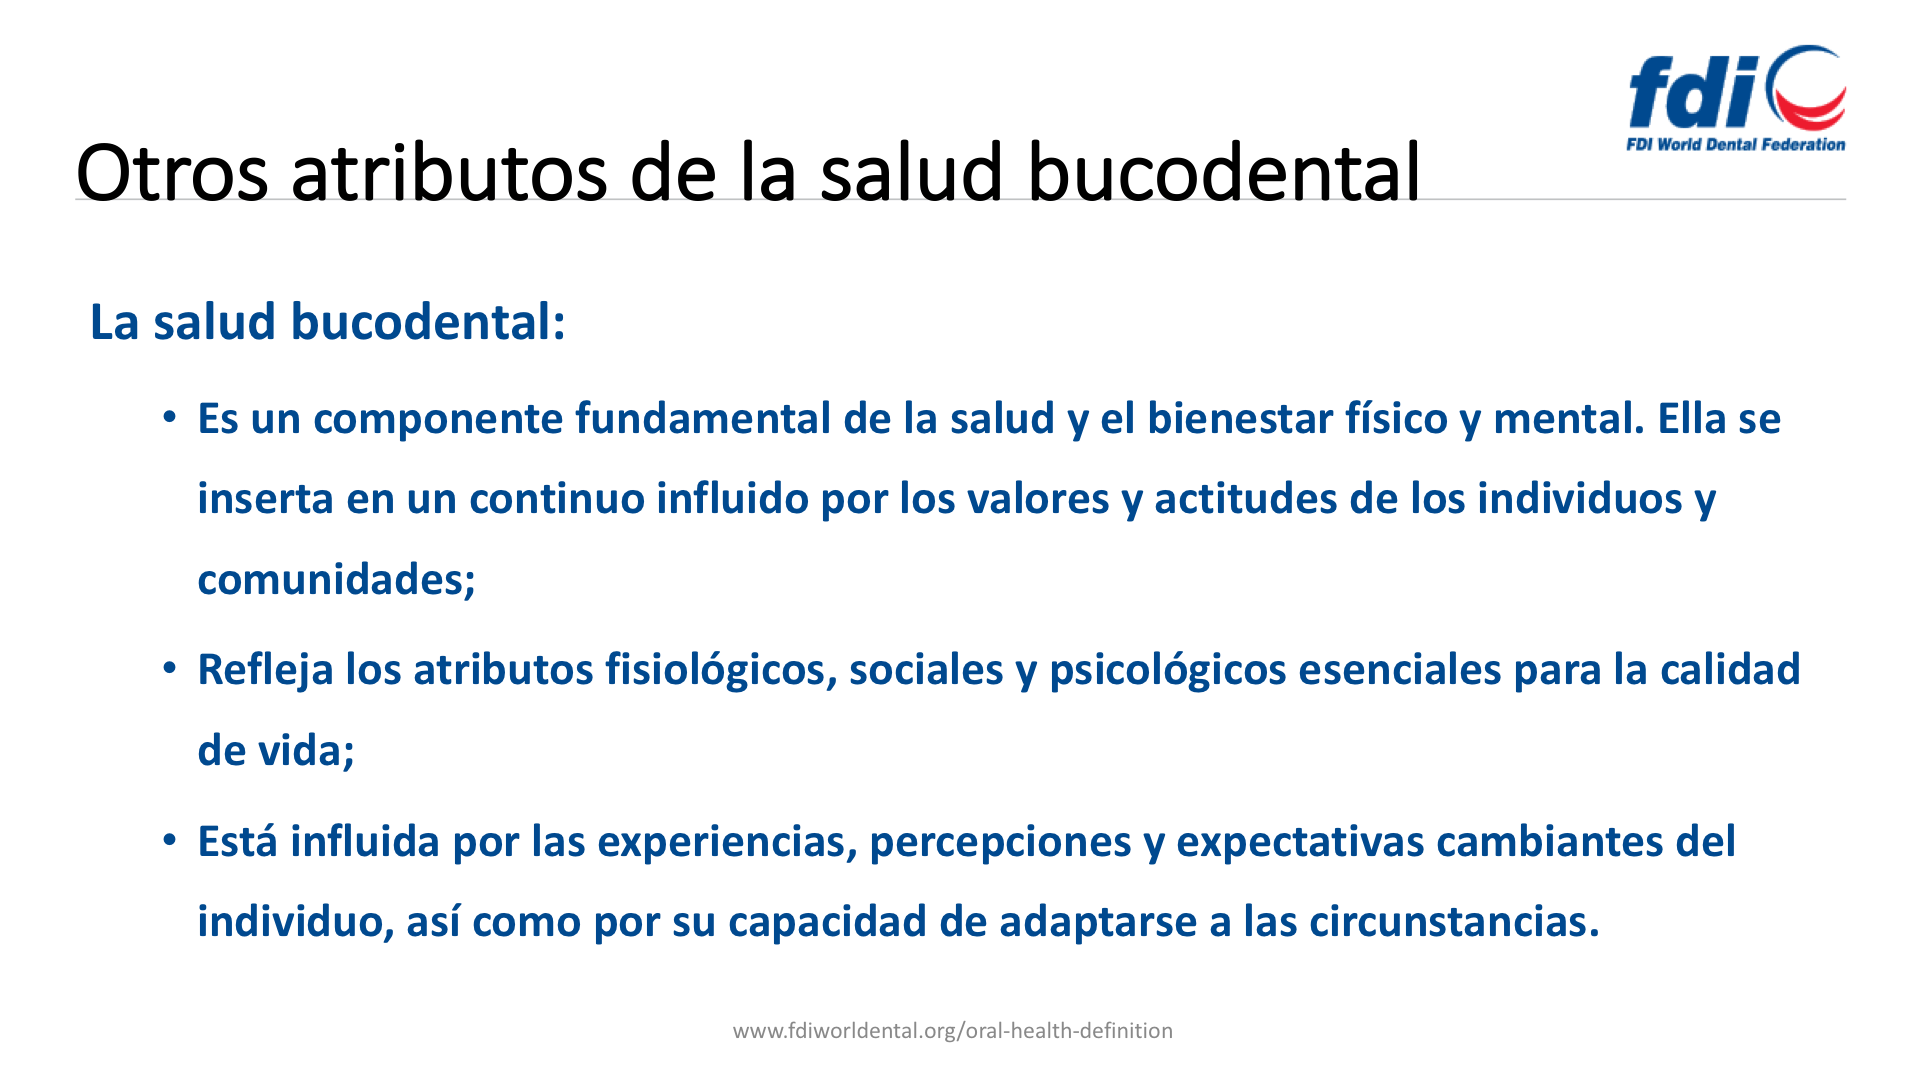 fdi
FDI World Dental Federation
Otros atributos de la salud bucodental
La salud bucodental:
• Es un componente fundamental de la salud y el bienestar físico y mental. Ella se
inserta en un continuo influido por los valores y actitudes de los individuos y
comunidades;
• Refleja los atributos fisiológicos, sociales y psicológicos esenciales para la calidad
de vida;
• Está influida por las experiencias, percepciones y expectativas cambiantes del
individuo, así como por su capacidad de adaptarse a las circunstancias.
www.fdiworldental.org/oral-health-definition